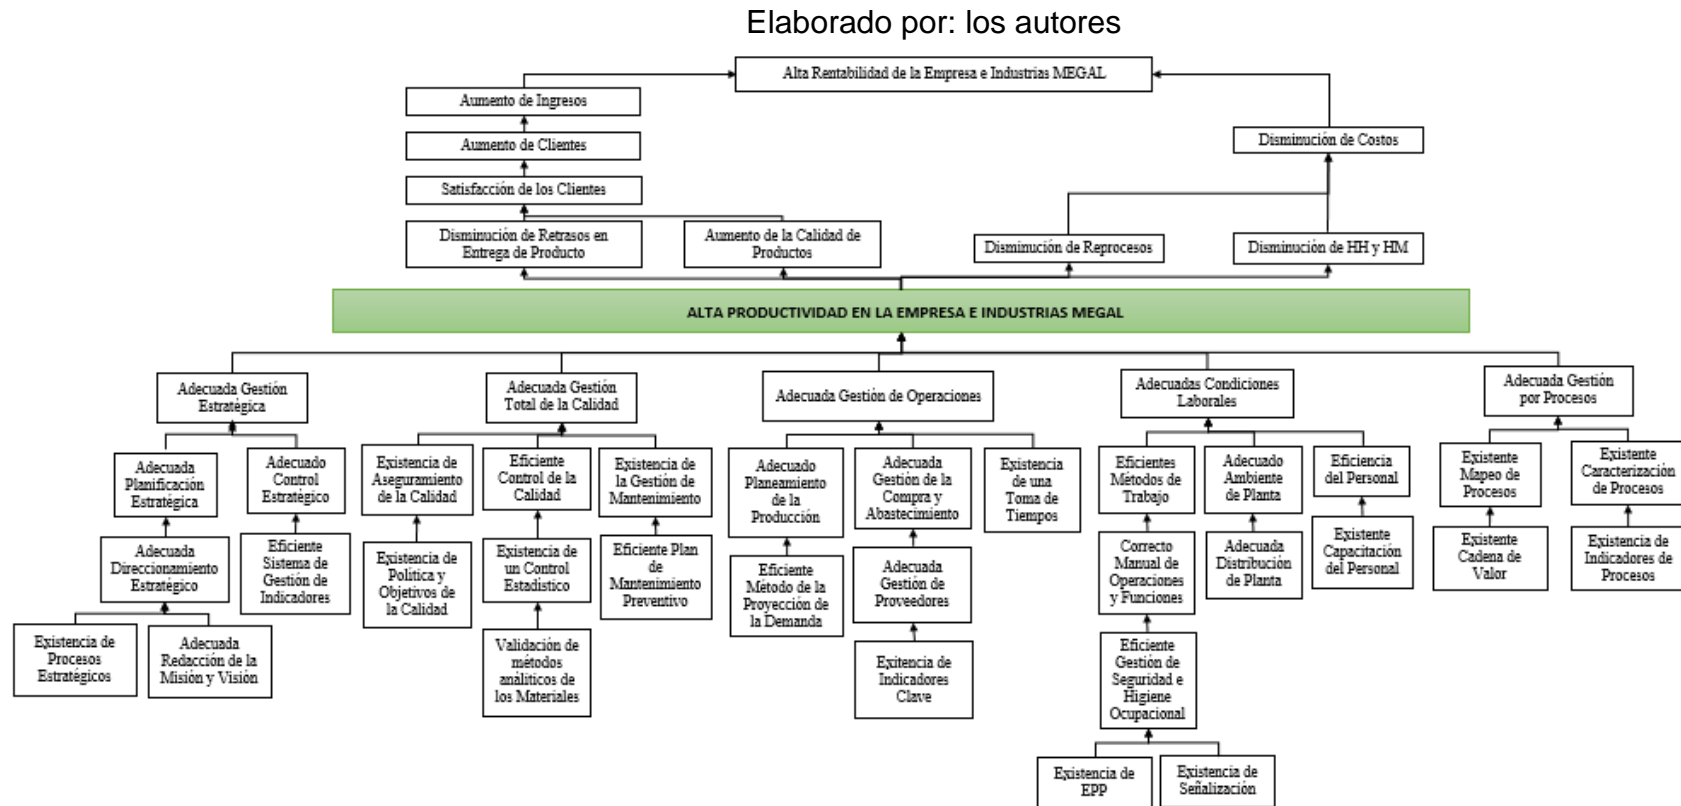 Elaborado por: los autores
Alta Rentabilidad de la Empresa e Industrias MEGAL
Aumento de Ingresos
Aumento de Clientes
Disminución de Costos
Satisfacción de los Clientes
Disminución de Retrasos en
Entrega de Producto
Aumento de la Calidad de
Productos
Disminución de Reprocesos
Disminución de HH y HM
ALTA PRODUCTIVIDAD EN LA EMPRESA E INDUSTRIAS MEGAL
Adecuada Gestión
Estratégica
Adecuada Gestión
Total de la Calidad
Adecuada Gestión de Operaciones
Adecuadas Condiciones
Laborales
Adecuada Gestión
por Procesos
Adecuada
Planificación
Estratégica
Adecuado
Control
Estratégico
Existencia de
Aseguramiento
de la Calidad
Eficiente
Control de la
Calidad
Existencia de
la Gestión de
Mantenimiento
Adecuado
Planeamiento
de la
Producción
Adecuada
Gestión de la
Compra y
Abastecimiento
Existencia
de una
Toma de
Tiempos
Eficientes
Métodos de
Trabajo
Adecuado
Ambiente
de Planta
Eficiencia
del Personal
Existente
Mapeo de
Procesos
Existente
Caracterización
de Procesos
Adecuada
Direccionamiento
Estratégico
Eficiente
Sistema de
Gestión de
Indicadores
Existencia de
Política y
Objetivos de
la Calidad
Existencia de
un Control
Estadístico
Eficiente Plan
de
Mantenimiento
Preventivo
Eficiente
Método de la
Proyección de
la Demanda
Adecuada
Gestión de
Proveedores
Correcto
Manual de
Operaciones
y Funciones
Adecuada
Distribución
de Planta
Existente
Capacitación
del Personal
Existente
Cadena de
Valor
Existencia de
Indicadores de
Procesos
Existencia de
Procesos
Estratégicos
Adecuada
Redacción de la
Misión y Visión
Validación de
métodos
análiticos de
los Materiales
Exitencia de
Indicadores
Clave
Eficiente
Gestión de
Seguridad e
Higiene
Ocupacional
Existencia de
EPP
Existencia de
Señalización